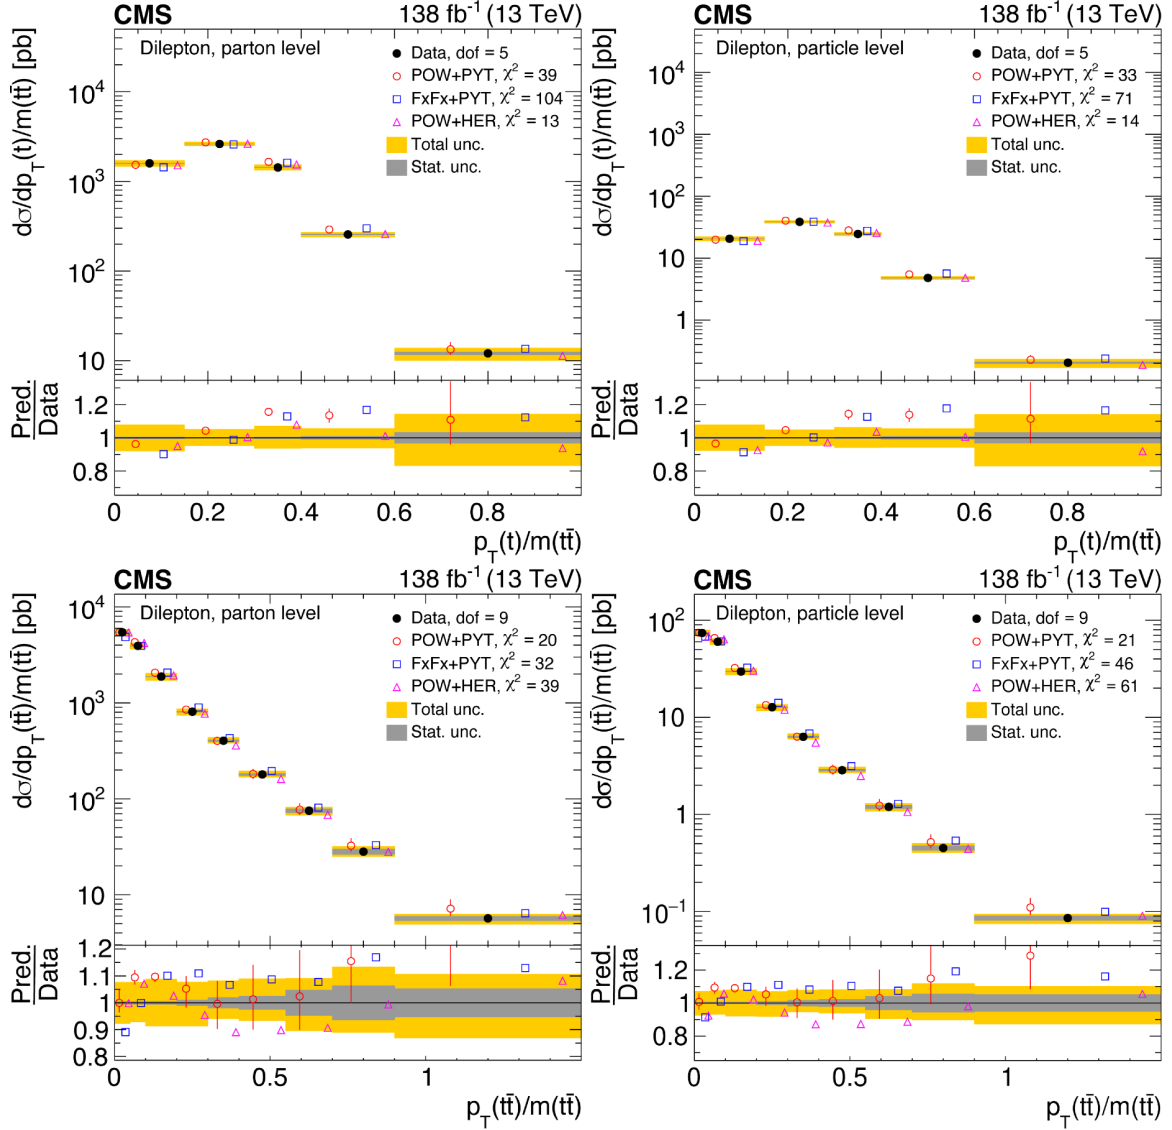 CMS 138 fb⁻¹ (13 TeV)
dσ/dp_T(t)/m(tt̄) [pb]
Dilepton, parton level
Data, dof = 5
POW+PYT, χ² = 39
FxFx+PYT, χ² = 104
POW+HER, χ² = 13
Total unc.
Stat. unc.
10⁴
10³
10²
10
Pred.
Data
1.2
1
0.8
0 0.2 0.4 0.6 0.8
p_T(t)/m(tt̄)
CMS 138 fb⁻¹ (13 TeV)
dσ/dp_T(t)/m(tt̄) [pb]
Dilepton, particle level
Data, dof = 5
POW+PYT, χ² = 33
FxFx+PYT, χ² = 71
POW+HER, χ² = 14
Total unc.
Stat. unc.
10⁴
10³
10²
10
1
Pred.
Data
1.2
1
0.8
0 0.2 0.4 0.6 0.8
p_T(t)/m(tt̄)
CMS 138 fb⁻¹ (13 TeV)
dσ/dp_T(tt̄)/m(tt̄) [pb]
Dilepton, parton level
Data, dof = 9
POW+PYT, χ² = 20
FxFx+PYT, χ² = 32
POW+HER, χ² = 39
Total unc.
Stat. unc.
10⁴
10³
10²
10
Pred.
Data
1.2
1.1
1
0.9
0.8
0 0.5 1
p_T(tt̄)/m(tt̄)
CMS 138 fb⁻¹ (13 TeV)
dσ/dp_T(tt̄)/m(tt̄) [pb]
Dilepton, particle level
Data, dof = 9
POW+PYT, χ² = 21
FxFx+PYT, χ² = 46
POW+HER, χ² = 61
Total unc.
Stat. unc.
10²
10
1
10⁻¹
Pred.
Data
1.2
1
0.8
0 0.5 1
p_T(tt̄)/m(tt̄)